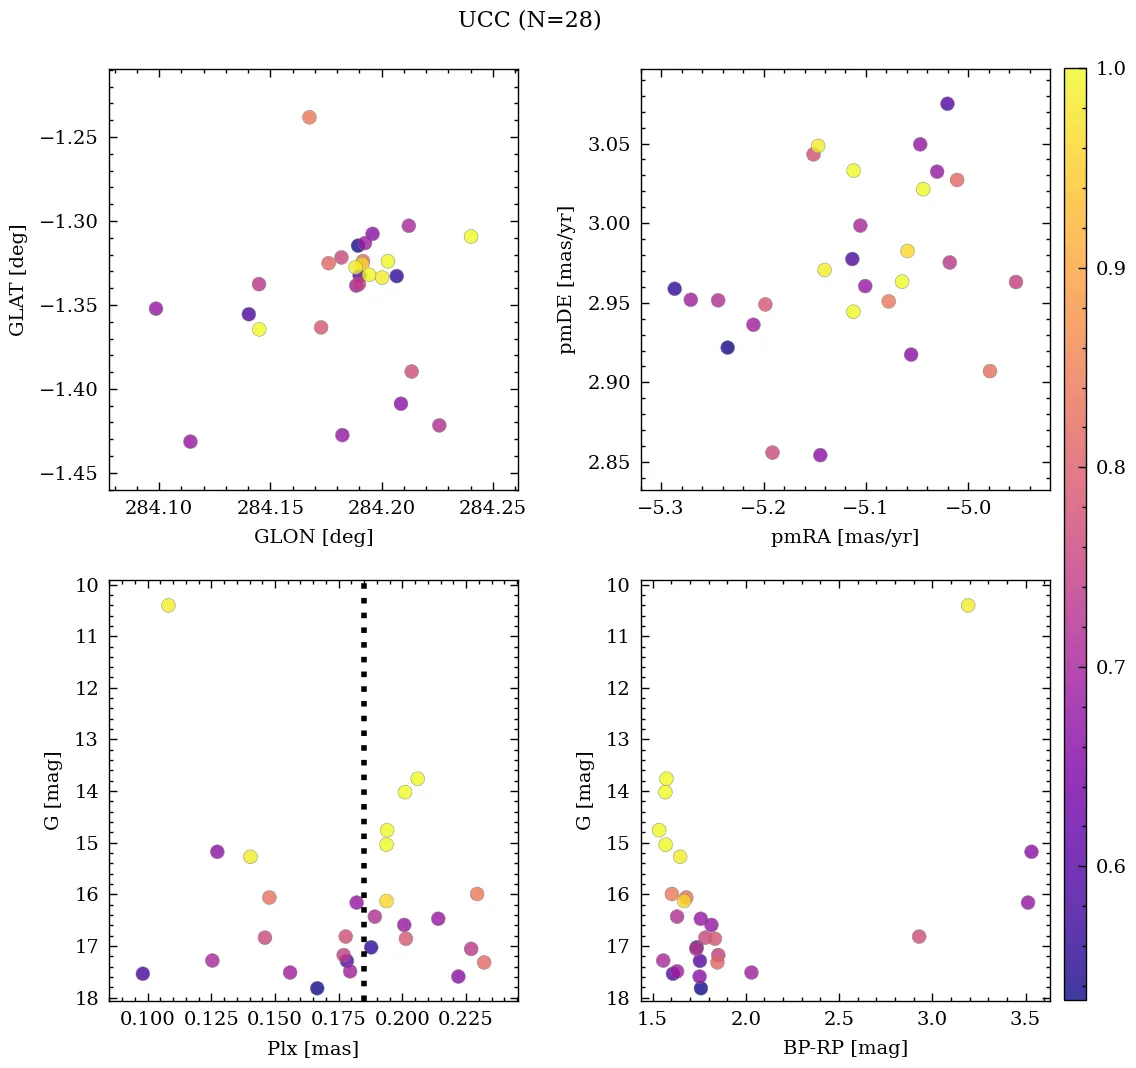 UCC (N=28)
−1.25
−1.30
−1.35
−1.40
−1.45
GLAT [deg]
284.10 284.15 284.20 284.25
GLON [deg]
3.05
3.00
2.95
2.90
2.85
pmDE [mas/yr]
−5.3 −5.2 −5.1 −5.0
pmRA [mas/yr]
1.0
0.9
0.8
0.7
0.6
10
11
12
13
14
15
16
17
18
G [mag]
0.100 0.125 0.150 0.175 0.200 0.225
Plx [mas]
10
11
12
13
14
15
16
17
18
G [mag]
1.5 2.0 2.5 3.0 3.5
BP-RP [mag]